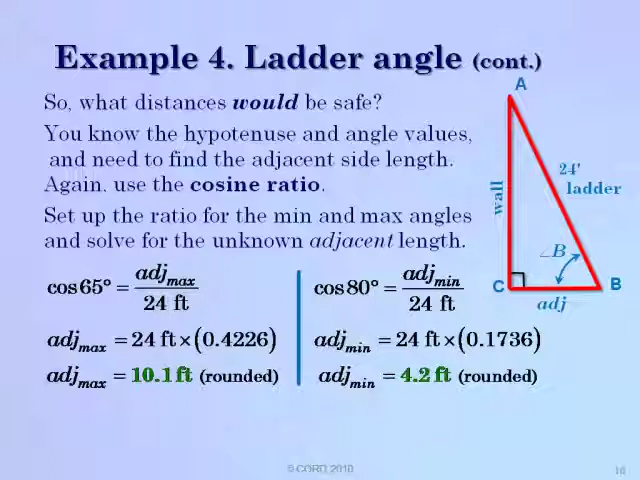 Example 4. Ladder angle (cont.)
So, what distances would be safe?
You know the hypotenuse and angle values,
and need to find the adjacent side length.
Again, use the cosine ratio.
Set up the ratio for the min and max angles
and solve for the unknown adjacent length.
cos65° = adj_max / 24 ft
adj_max = 24 ft × (0.4226)
adj_max = 10.1 ft (rounded)
cos80° = adj_min / 24 ft
adj_min = 24 ft × (0.1736)
adj_min = 4.2 ft (rounded)
A
24'
ladder
wall
∠B
C
B
adj
© CORD 2010
16